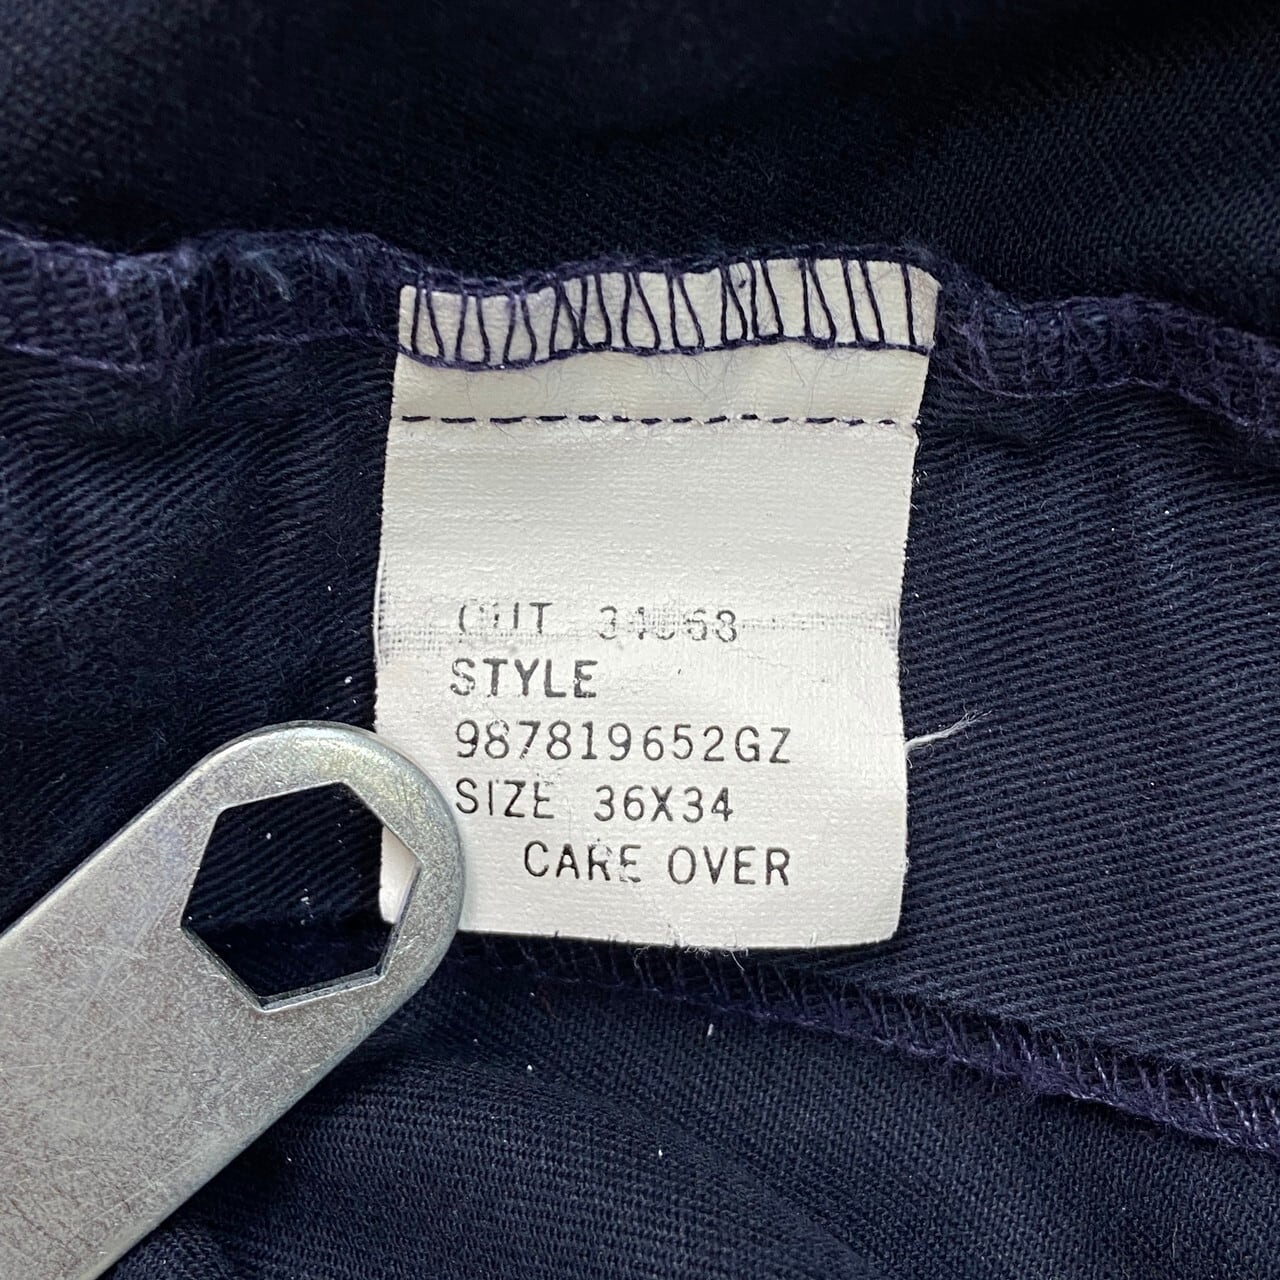 CUT 34068
STYLE
987819652GZ
SIZE 36X34
CARE OVER